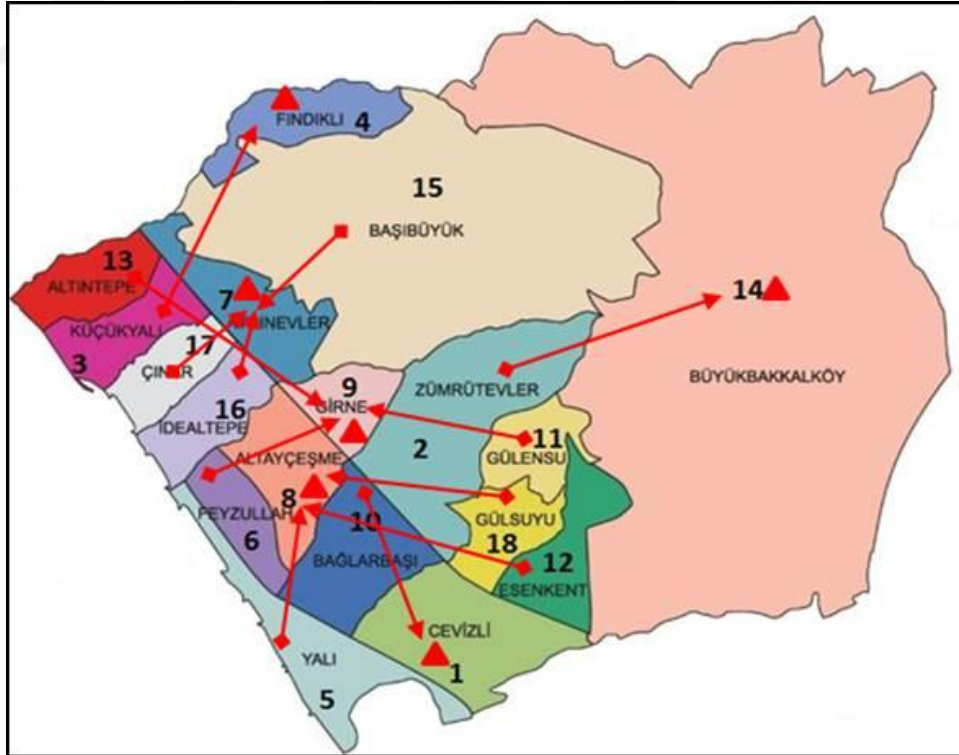 FINDIKLI 4
15
BAŞIBÜYÜK
13
ALTINTEPE
7
INEVLER
14
KÜÇÜKYALI
17
3
ÇINAR
9
GİRNE
ZÜMRÜTEVLER
BÜYÜKBAKKALKÖY
16
İDEALTEPE
11
GÜLENSU
2
ALTAYÇEŞME
8
FEYZULLAH
10
GÜLSUYU
6
18
BAĞLARBAŞI
12
ESENKENT
CEVİZLİ
YALI
1
5